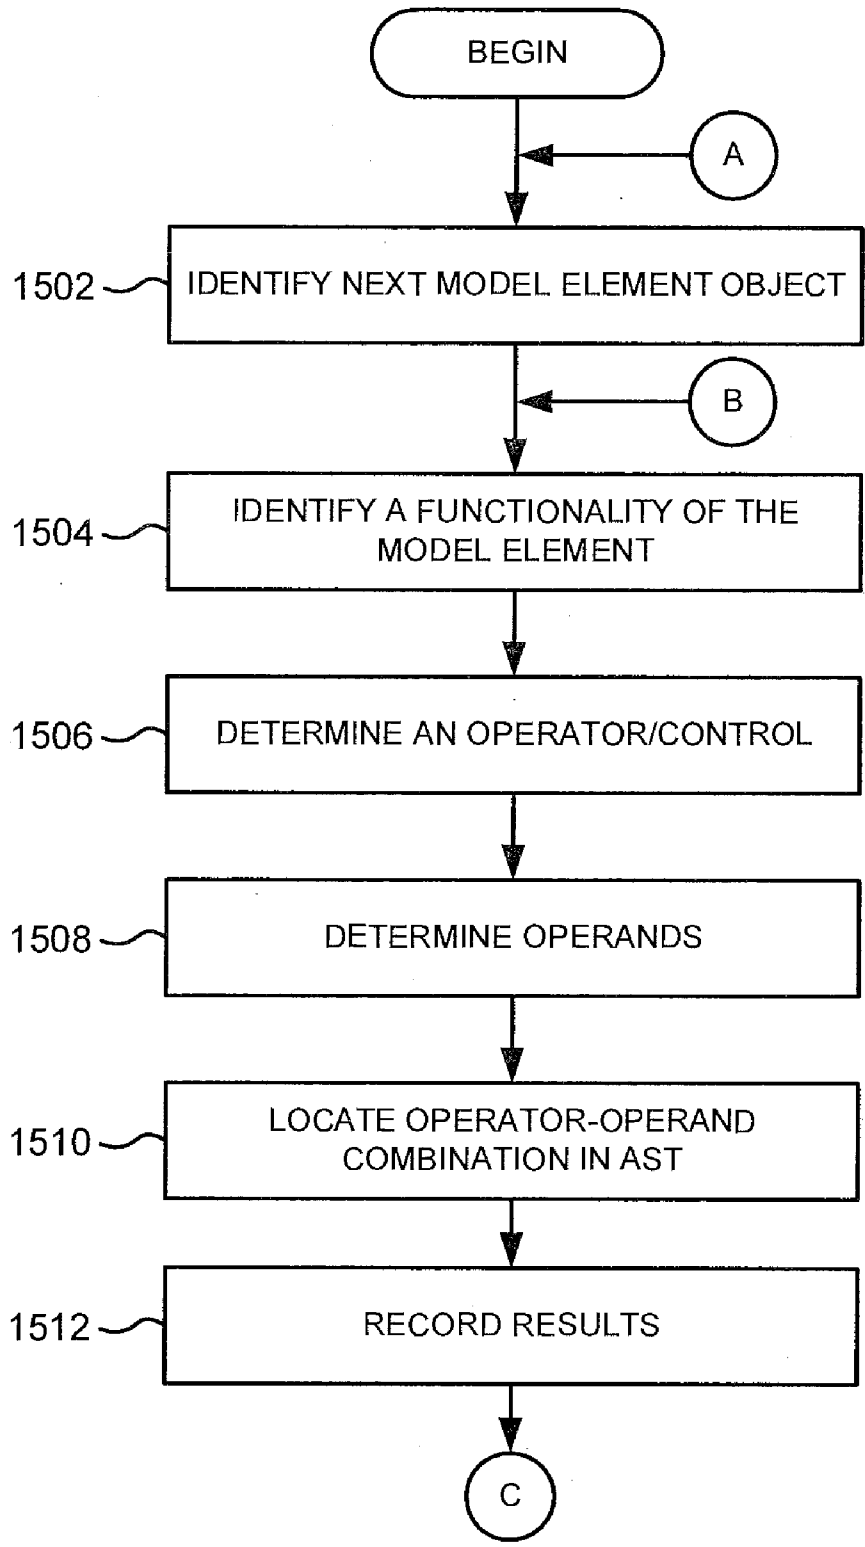 BEGIN
A
1502
IDENTIFY NEXT MODEL ELEMENT OBJECT
B
1504
IDENTIFY A FUNCTIONALITY OF THE
MODEL ELEMENT
1506
DETERMINE AN OPERATOR/CONTROL
1508
DETERMINE OPERANDS
1510
LOCATE OPERATOR-OPERAND
COMBINATION IN AST
1512
RECORD RESULTS
C